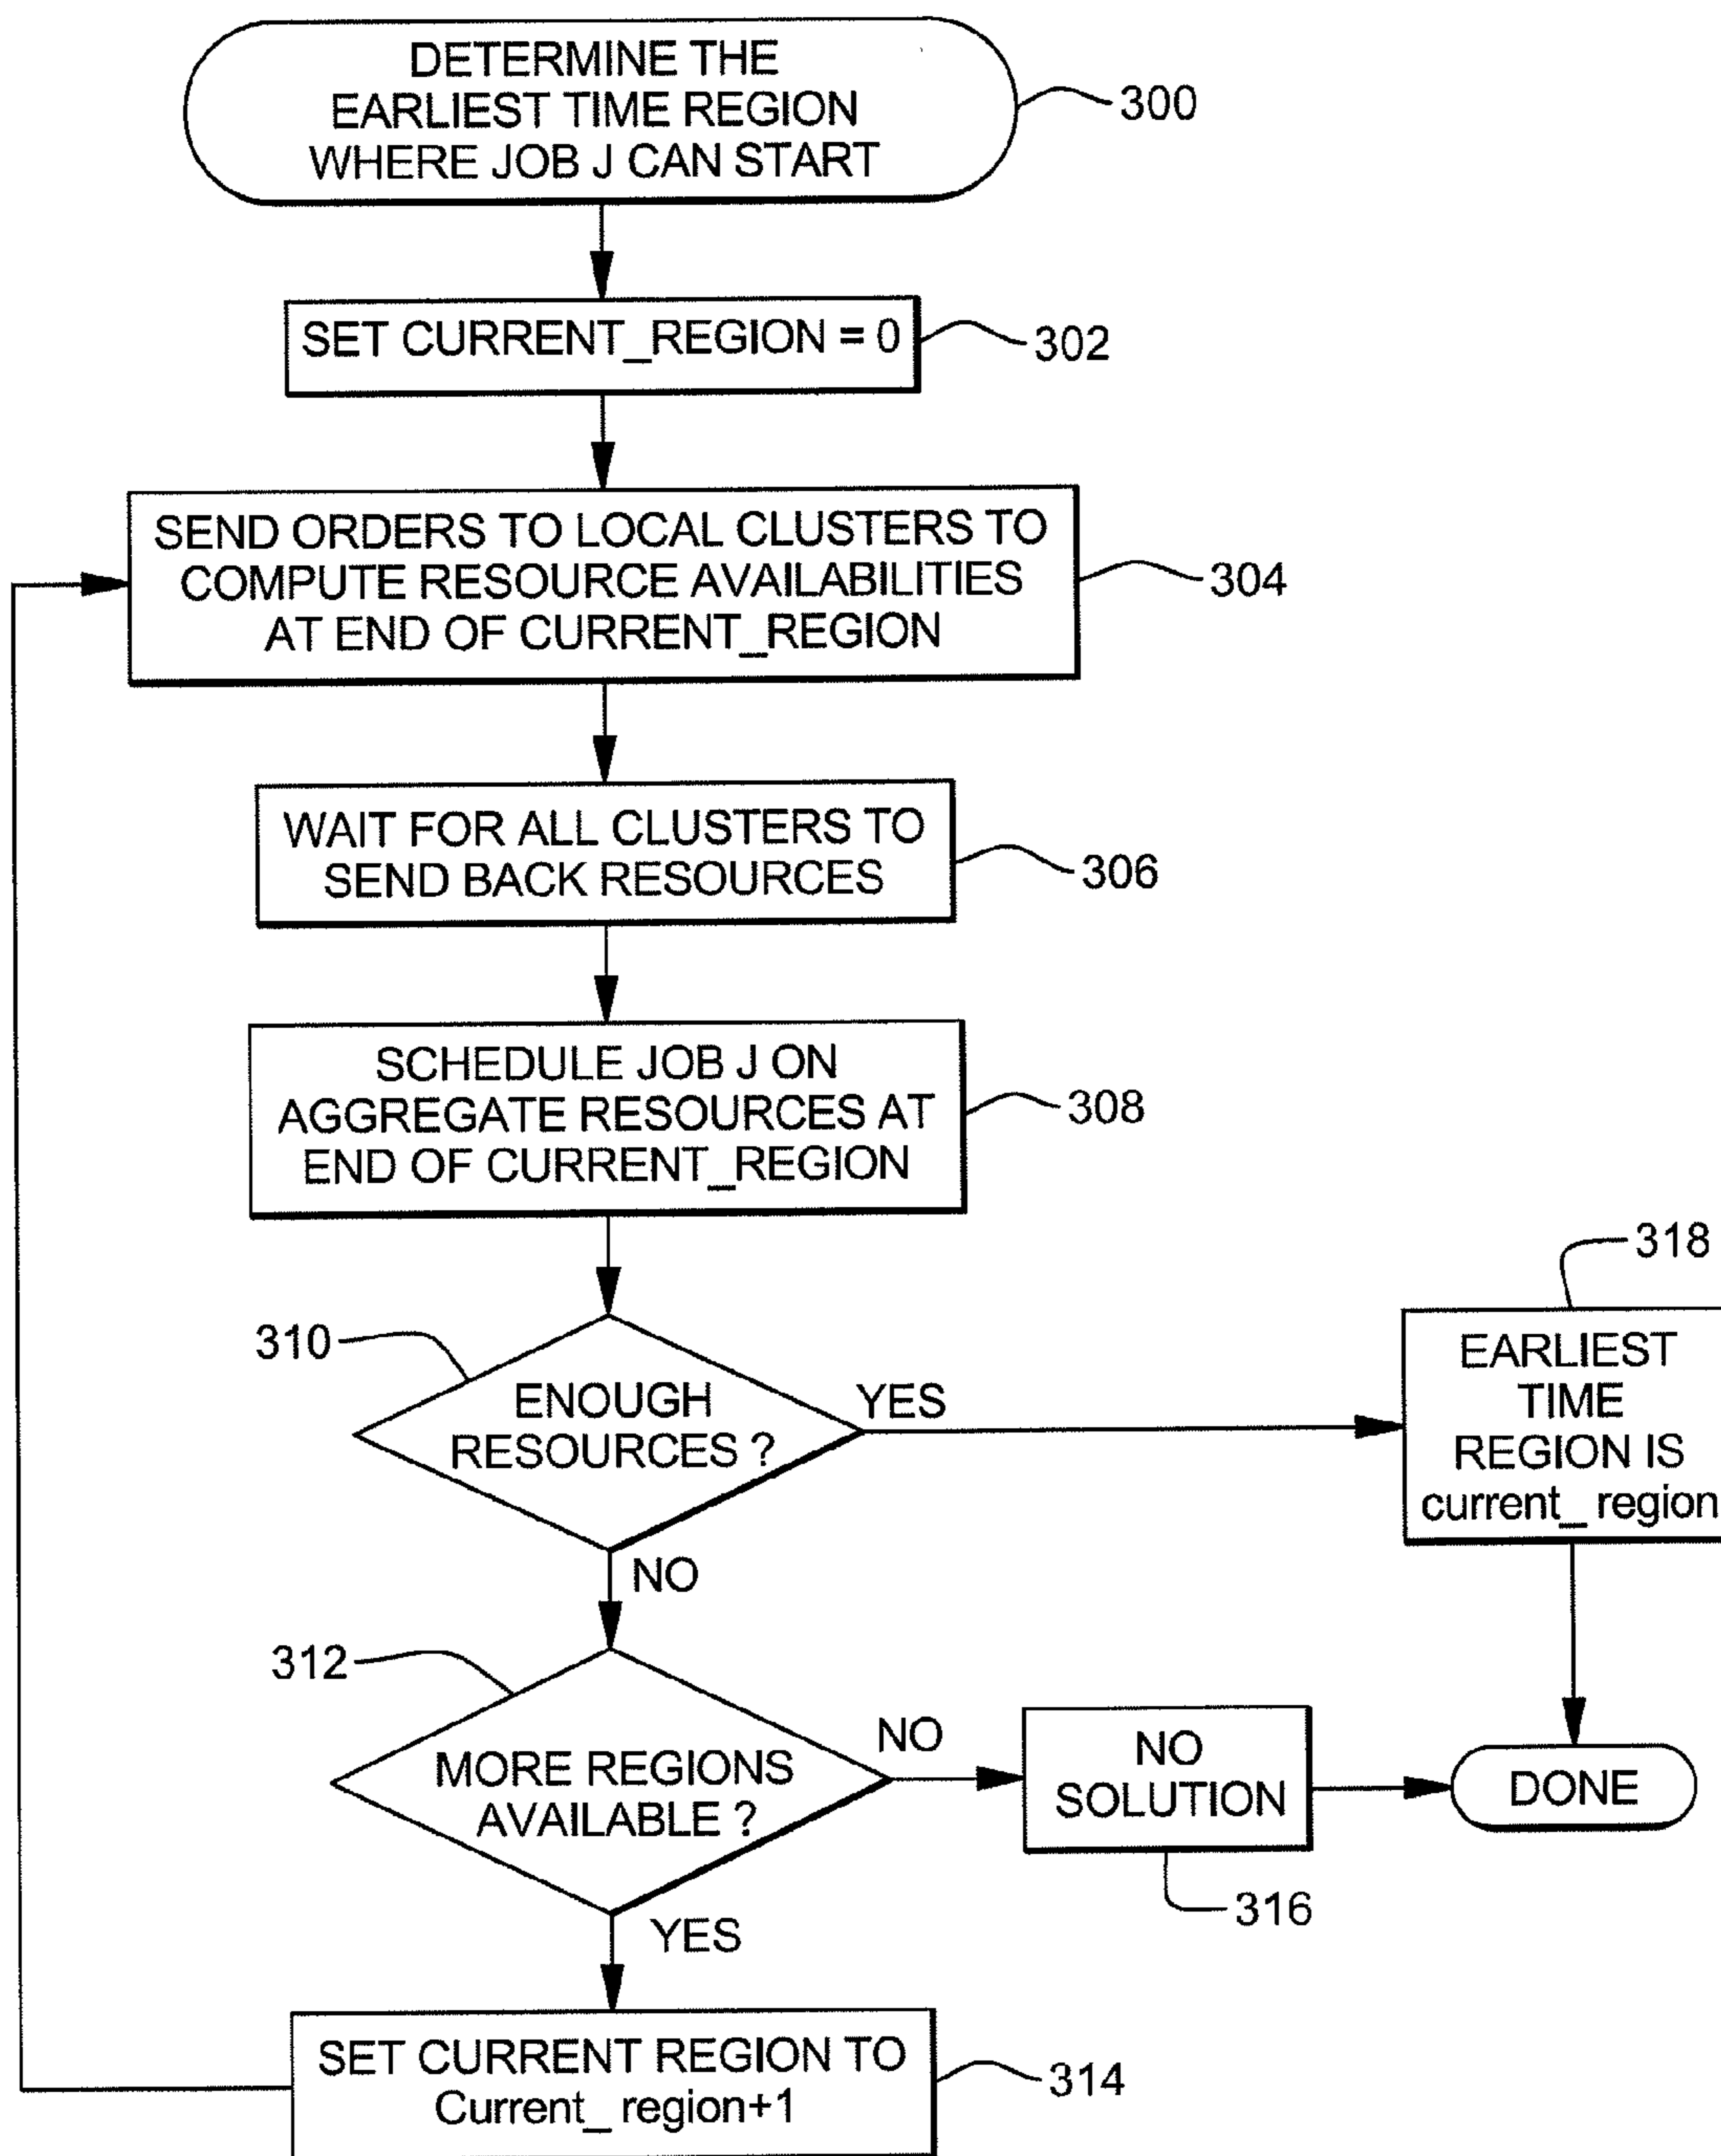 DETERMINE THE
EARLIEST TIME REGION
WHERE JOB J CAN START
300
SET CURRENT_REGION = 0
302
SEND ORDERS TO LOCAL CLUSTERS TO
COMPUTE RESOURCE AVAILABILITIES
AT END OF CURRENT_REGION
304
WAIT FOR ALL CLUSTERS TO
SEND BACK RESOURCES
306
SCHEDULE JOB J ON
AGGREGATE RESOURCES AT
END OF CURRENT_REGION
308
310
ENOUGH
RESOURCES ?
YES
318
EARLIEST
TIME
REGION IS
current_ region
NO
312
MORE REGIONS
AVAILABLE ?
NO
NO
SOLUTION
316
DONE
YES
SET CURRENT REGION TO
Current_ region+1
314